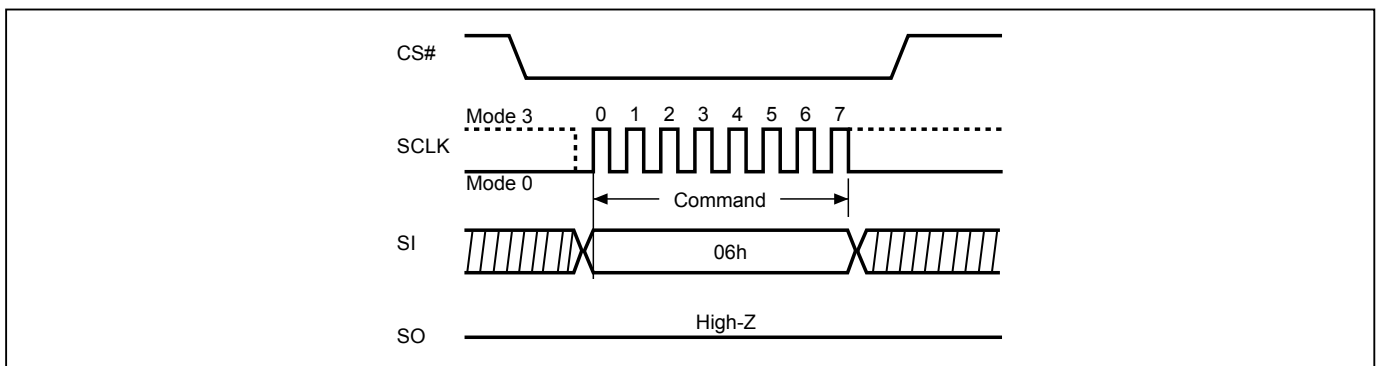 CS#
Mode 3
0 1 2 3 4 5 6 7
SCLK
Mode 0
Command
SI
06h
High-Z
SO